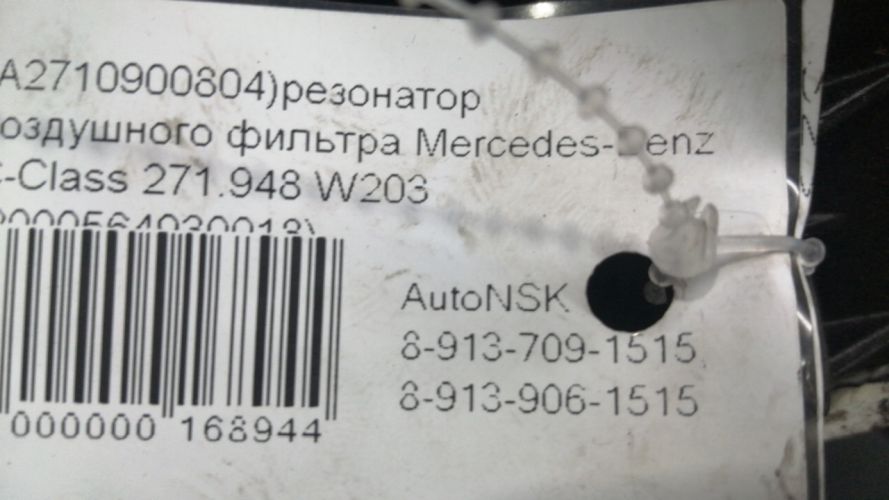 A2710900804)резонатор
оздушного фильтра Mercedes-Benz
C-Class 271.948 W203
AutoNSK
8-913-709-1515
8-913-906-1515
000000 168944